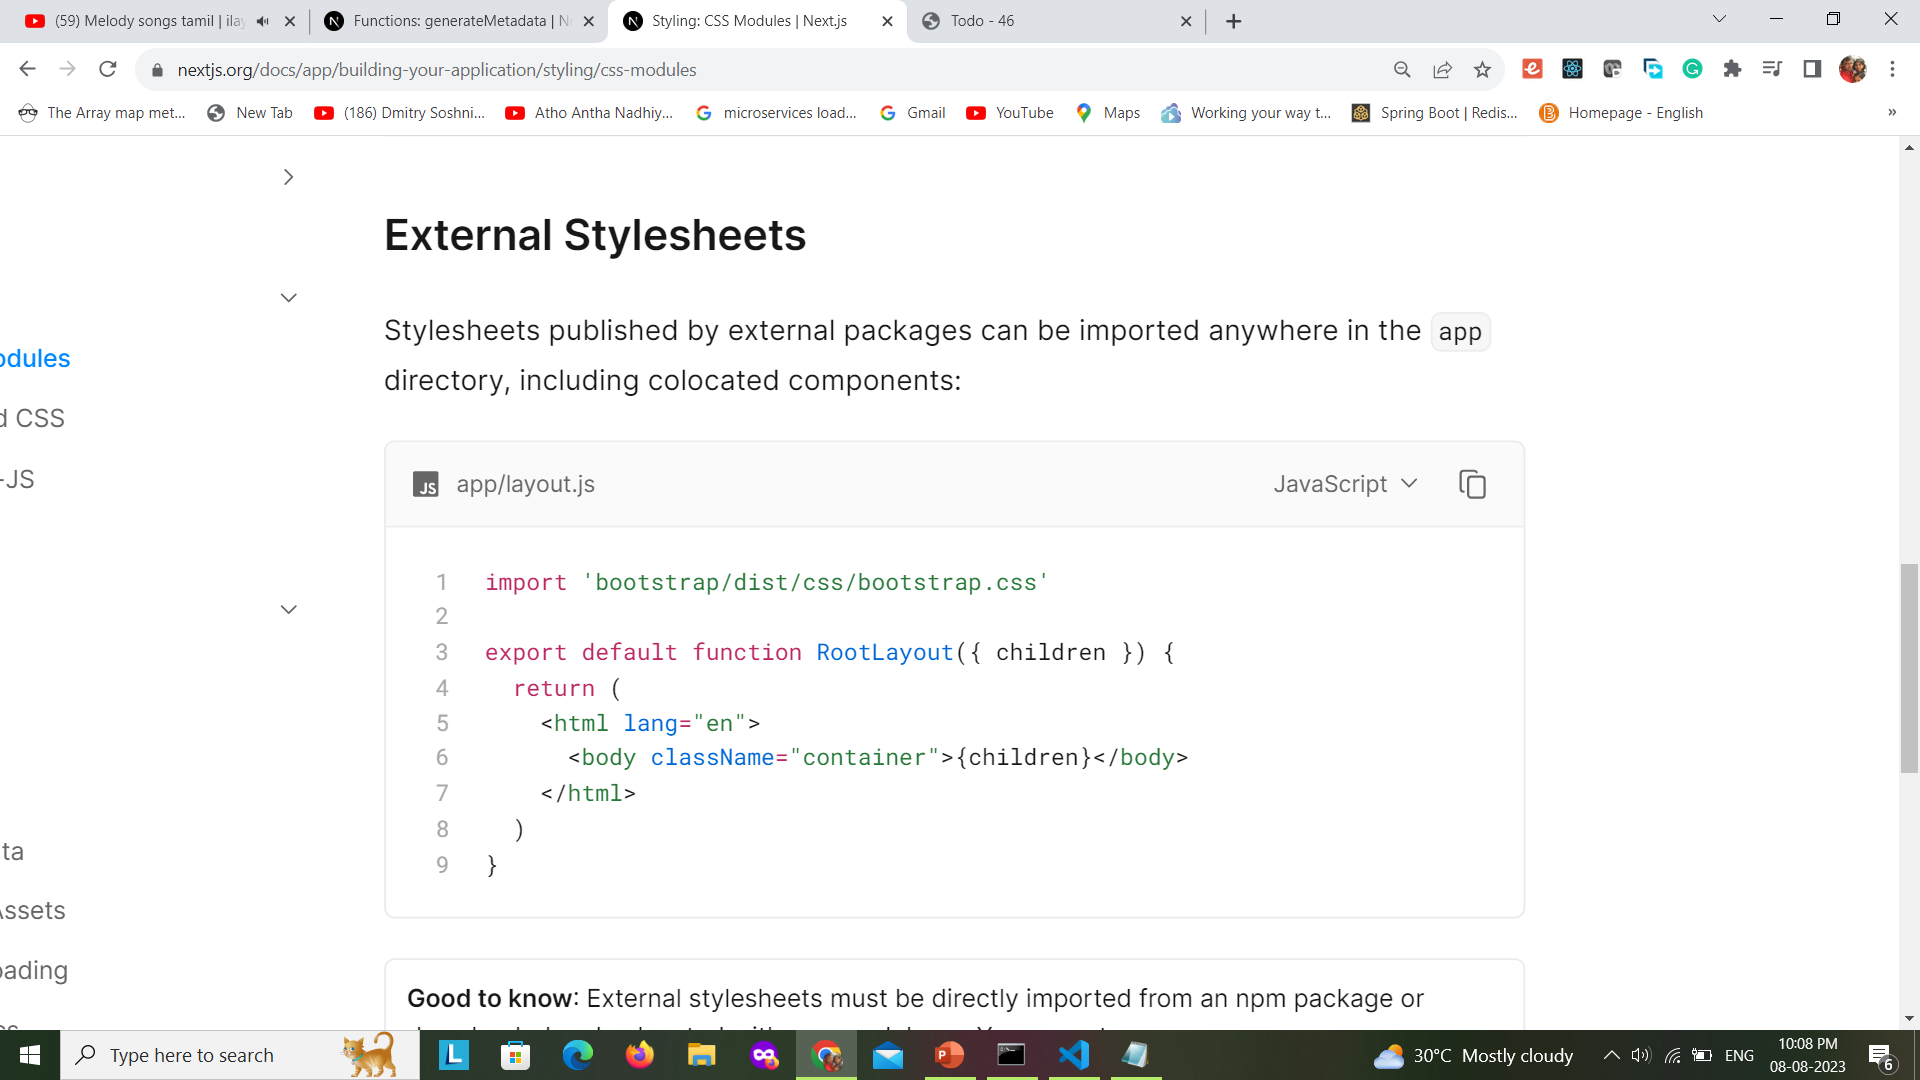 (59) Melody songs tamil | ilay
Functions: generateMetadata | Ne
Styling: CSS Modules | Next.js
Todo - 46
nextjs.org/docs/app/building-your-application/styling/css-modules
The Array map met...
New Tab
(186) Dmitry Soshni...
Atho Antha Nadhiy...
microservices load...
Gmail
YouTube
Maps
Working your way t...
Spring Boot | Redis...
Homepage - English
»
External Stylesheets
Stylesheets published by external packages can be imported anywhere in the app
directory, including colocated components:
odules
d CSS
-JS
ta
Assets
oading
JS app/layout.js
JavaScript
1 import 'bootstrap/dist/css/bootstrap.css'
2
3 export default function RootLayout({ children }) {
4 return (
5 <html lang="en">
6 <body className="container">{children}</body>
7 </html>
8 )
9 }
Good to know: External stylesheets must be directly imported from an npm package or
Type here to search
30°C Mostly cloudy
ENG
10:08 PM
08-08-2023
6